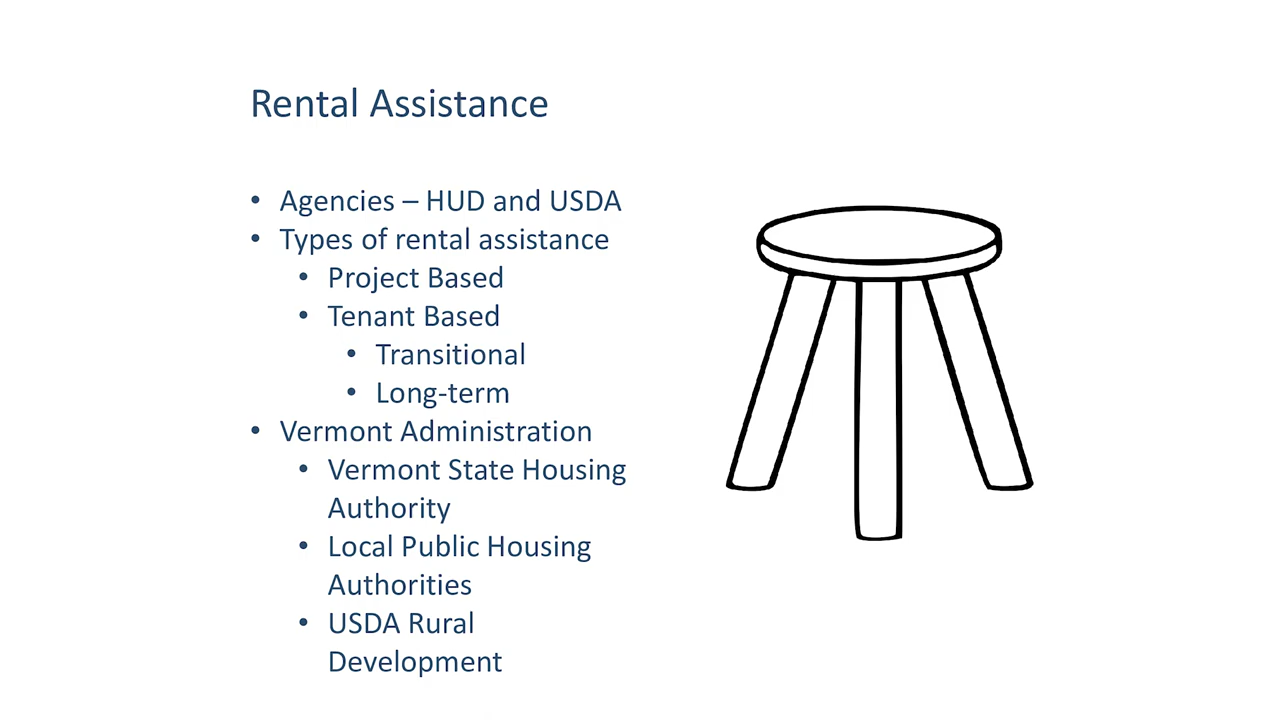 Rental Assistance
• Agencies – HUD and USDA
• Types of rental assistance
• Project Based
• Tenant Based
• Transitional
• Long-term
• Vermont Administration
• Vermont State Housing
Authority
• Local Public Housing
Authorities
• USDA Rural
Development